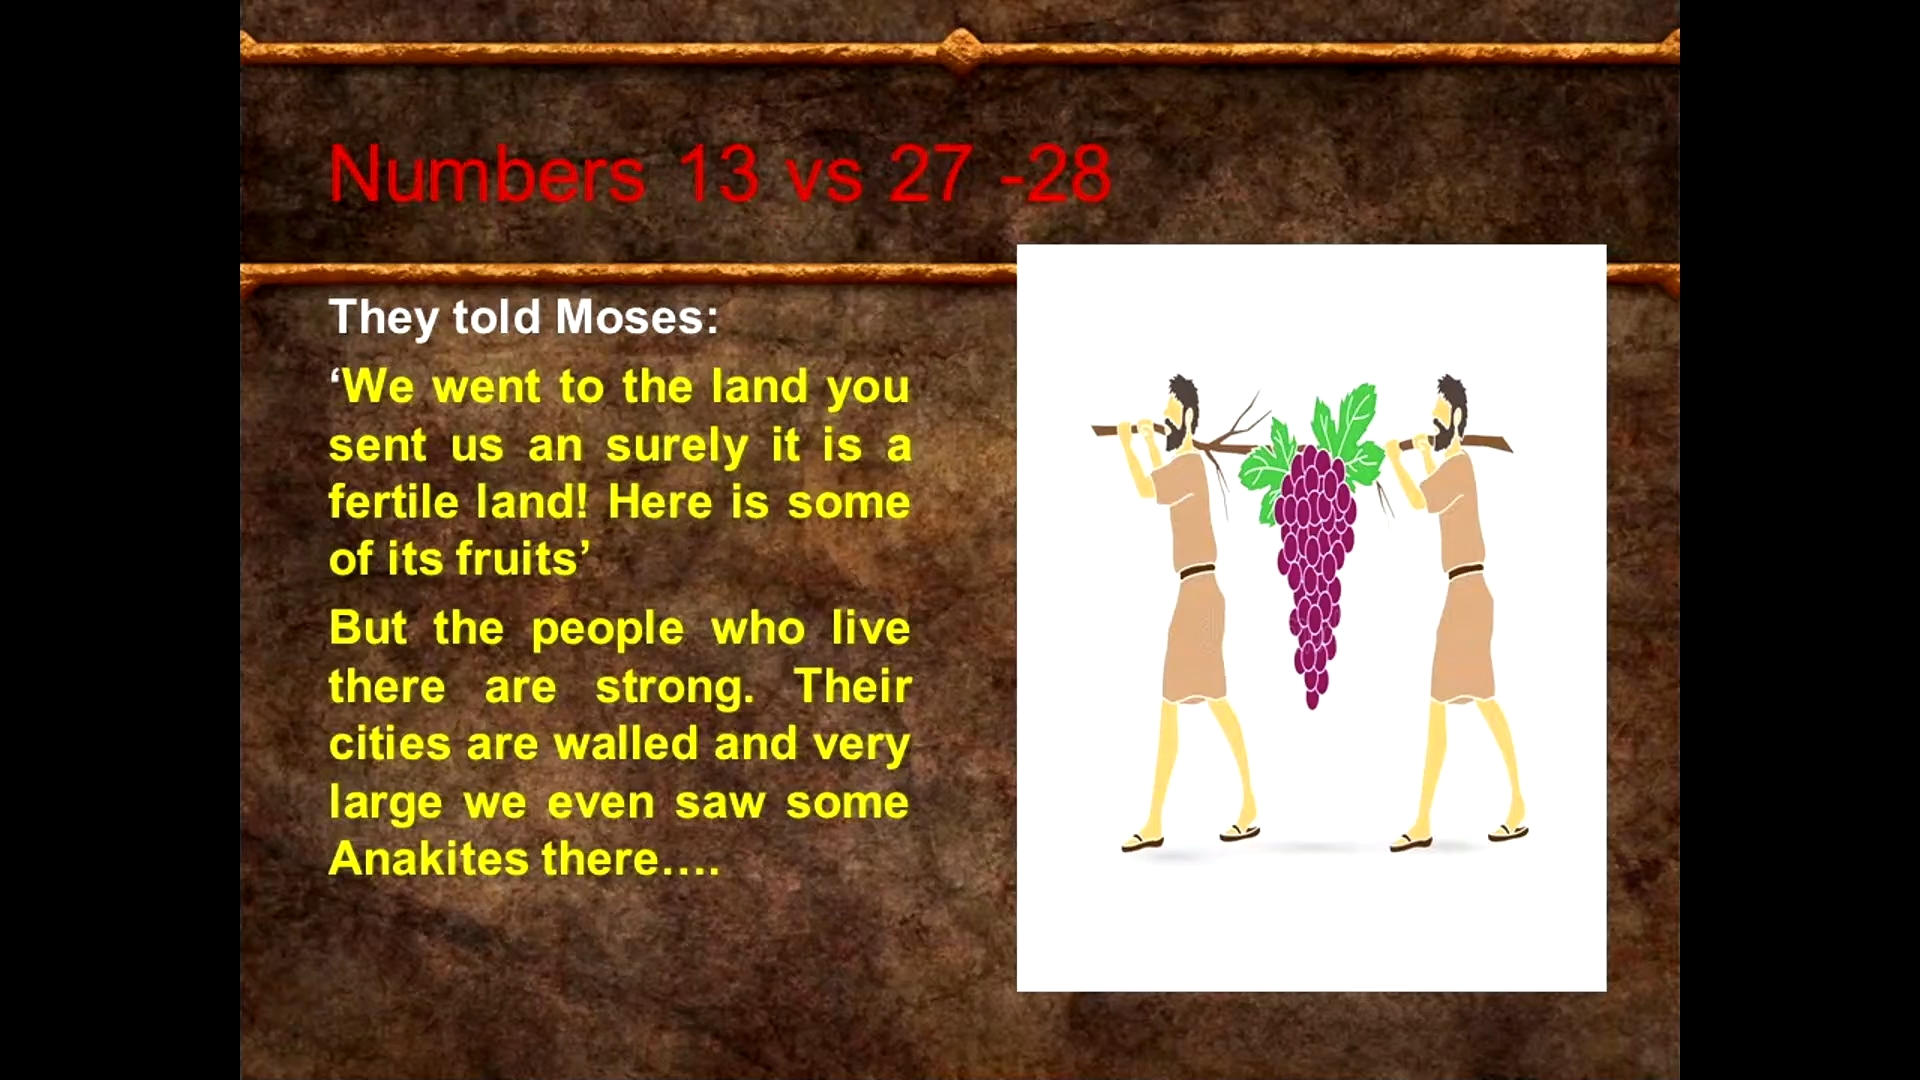 Numbers 13 vs 27 -28
They told Moses:
‘We went to the land you
sent us an surely it is a
fertile land! Here is some
of its fruits’
But the people who live
there are strong. Their
cities are walled and very
large we even saw some
Anakites there….